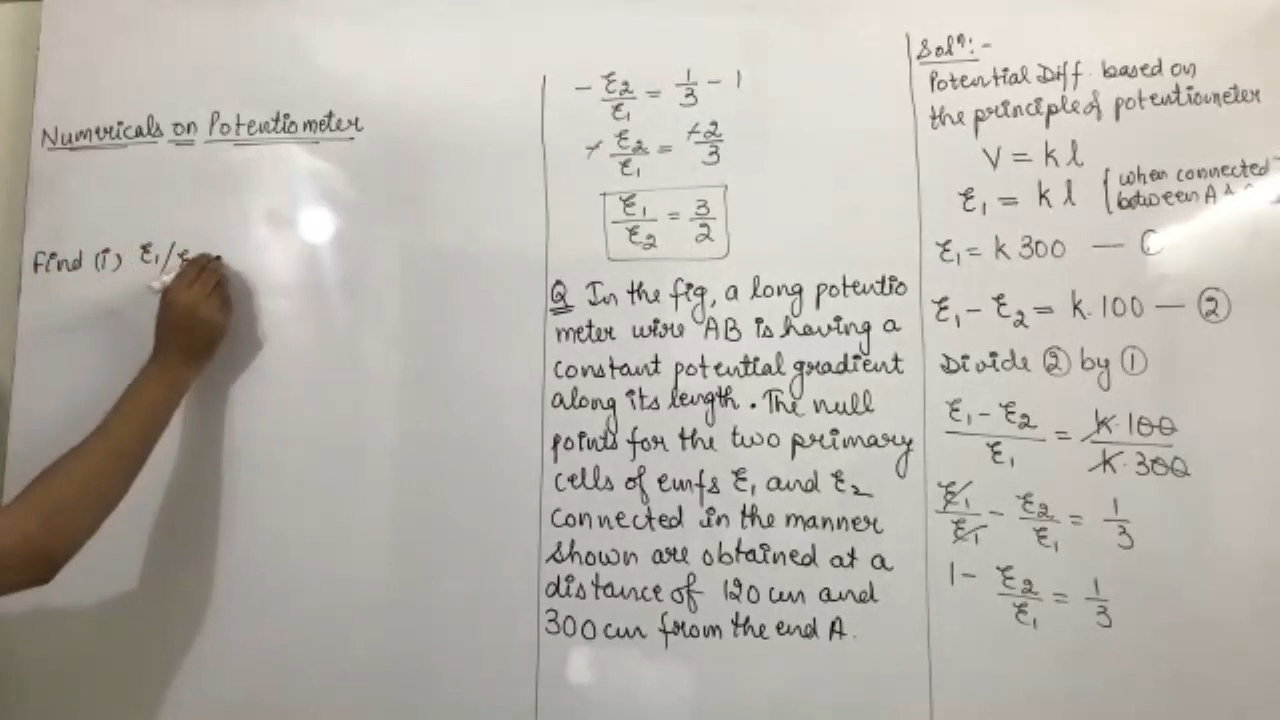 Numericals on Potentiometer
Find (i) ε₁/ε
- ε₂/ε₁ = 1/3 - 1
+ ε₂/ε₁ = +2/3
ε₁/ε₂ = 3/2
Q In the fig, a long potentio
meter wire AB is having a
constant potential gradient
along its length. The null
points for the two primary
cells of emfs ε₁ and ε₂
connected in the manner
shown are obtained at a
distance of 120 cm and
300 cm from the end A.
Solⁿ:-
Potential Diff. based on
the principle of potentiometer
V = k l
ε₁ = k l { when connected
between A
ε₁ = k 300 —
ε₁ - ε₂ = k.100 — ②
Divide ② by ①
ε₁ - ε₂/ε₁ = k.100/k.300
ε₁/ε₁ - ε₂/ε₁ = 1/3
1 - ε₂/ε₁ = 1/3